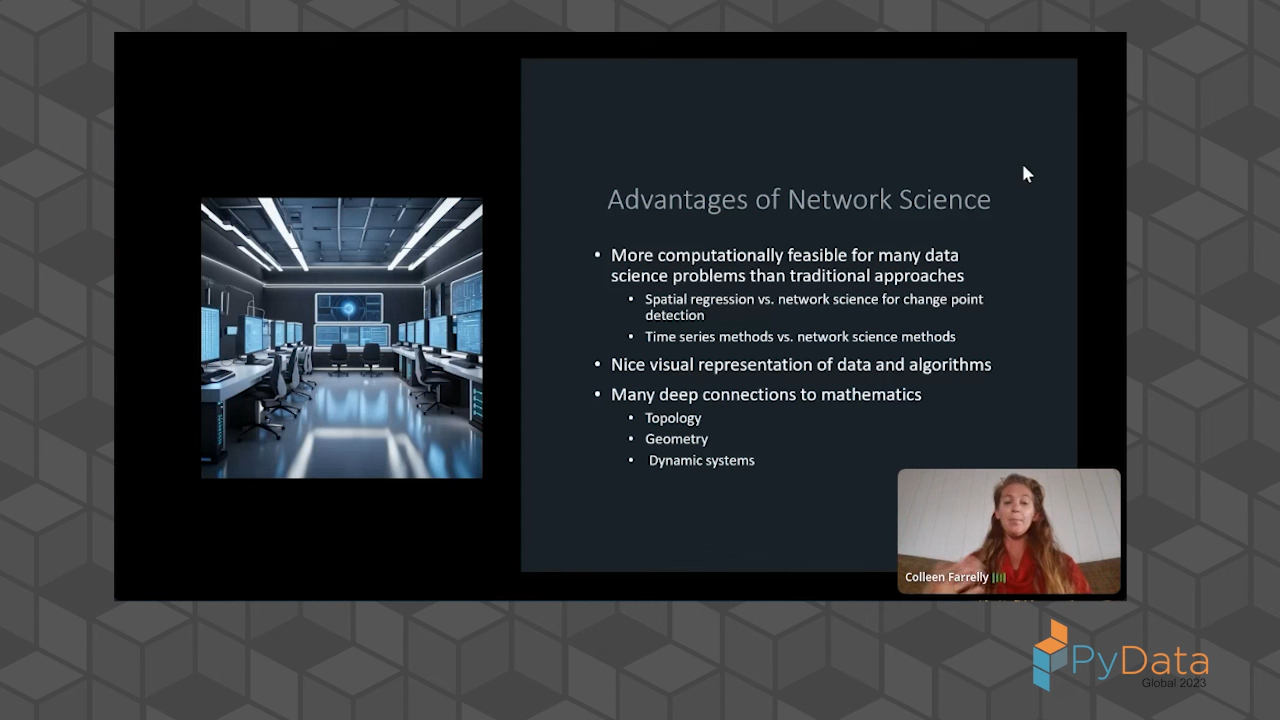 Advantages of Network Science
• More computationally feasible for many data
science problems than traditional approaches
• Spatial regression vs. network science for change point
detection
• Time series methods vs. network science methods
• Nice visual representation of data and algorithms
• Many deep connections to mathematics
• Topology
• Geometry
• Dynamic systems
Colleen Farrelly
PyData
Global 2023